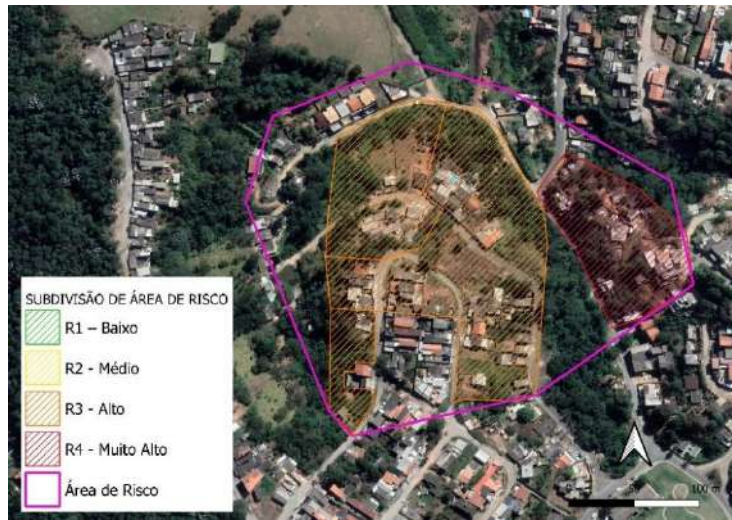 SUBDIVISÃO DE ÁREA DE RISCO
R1 – Baixo
R2 - Médio
R3 - Alto
R4 - Muito Alto
Área de Risco
100 m